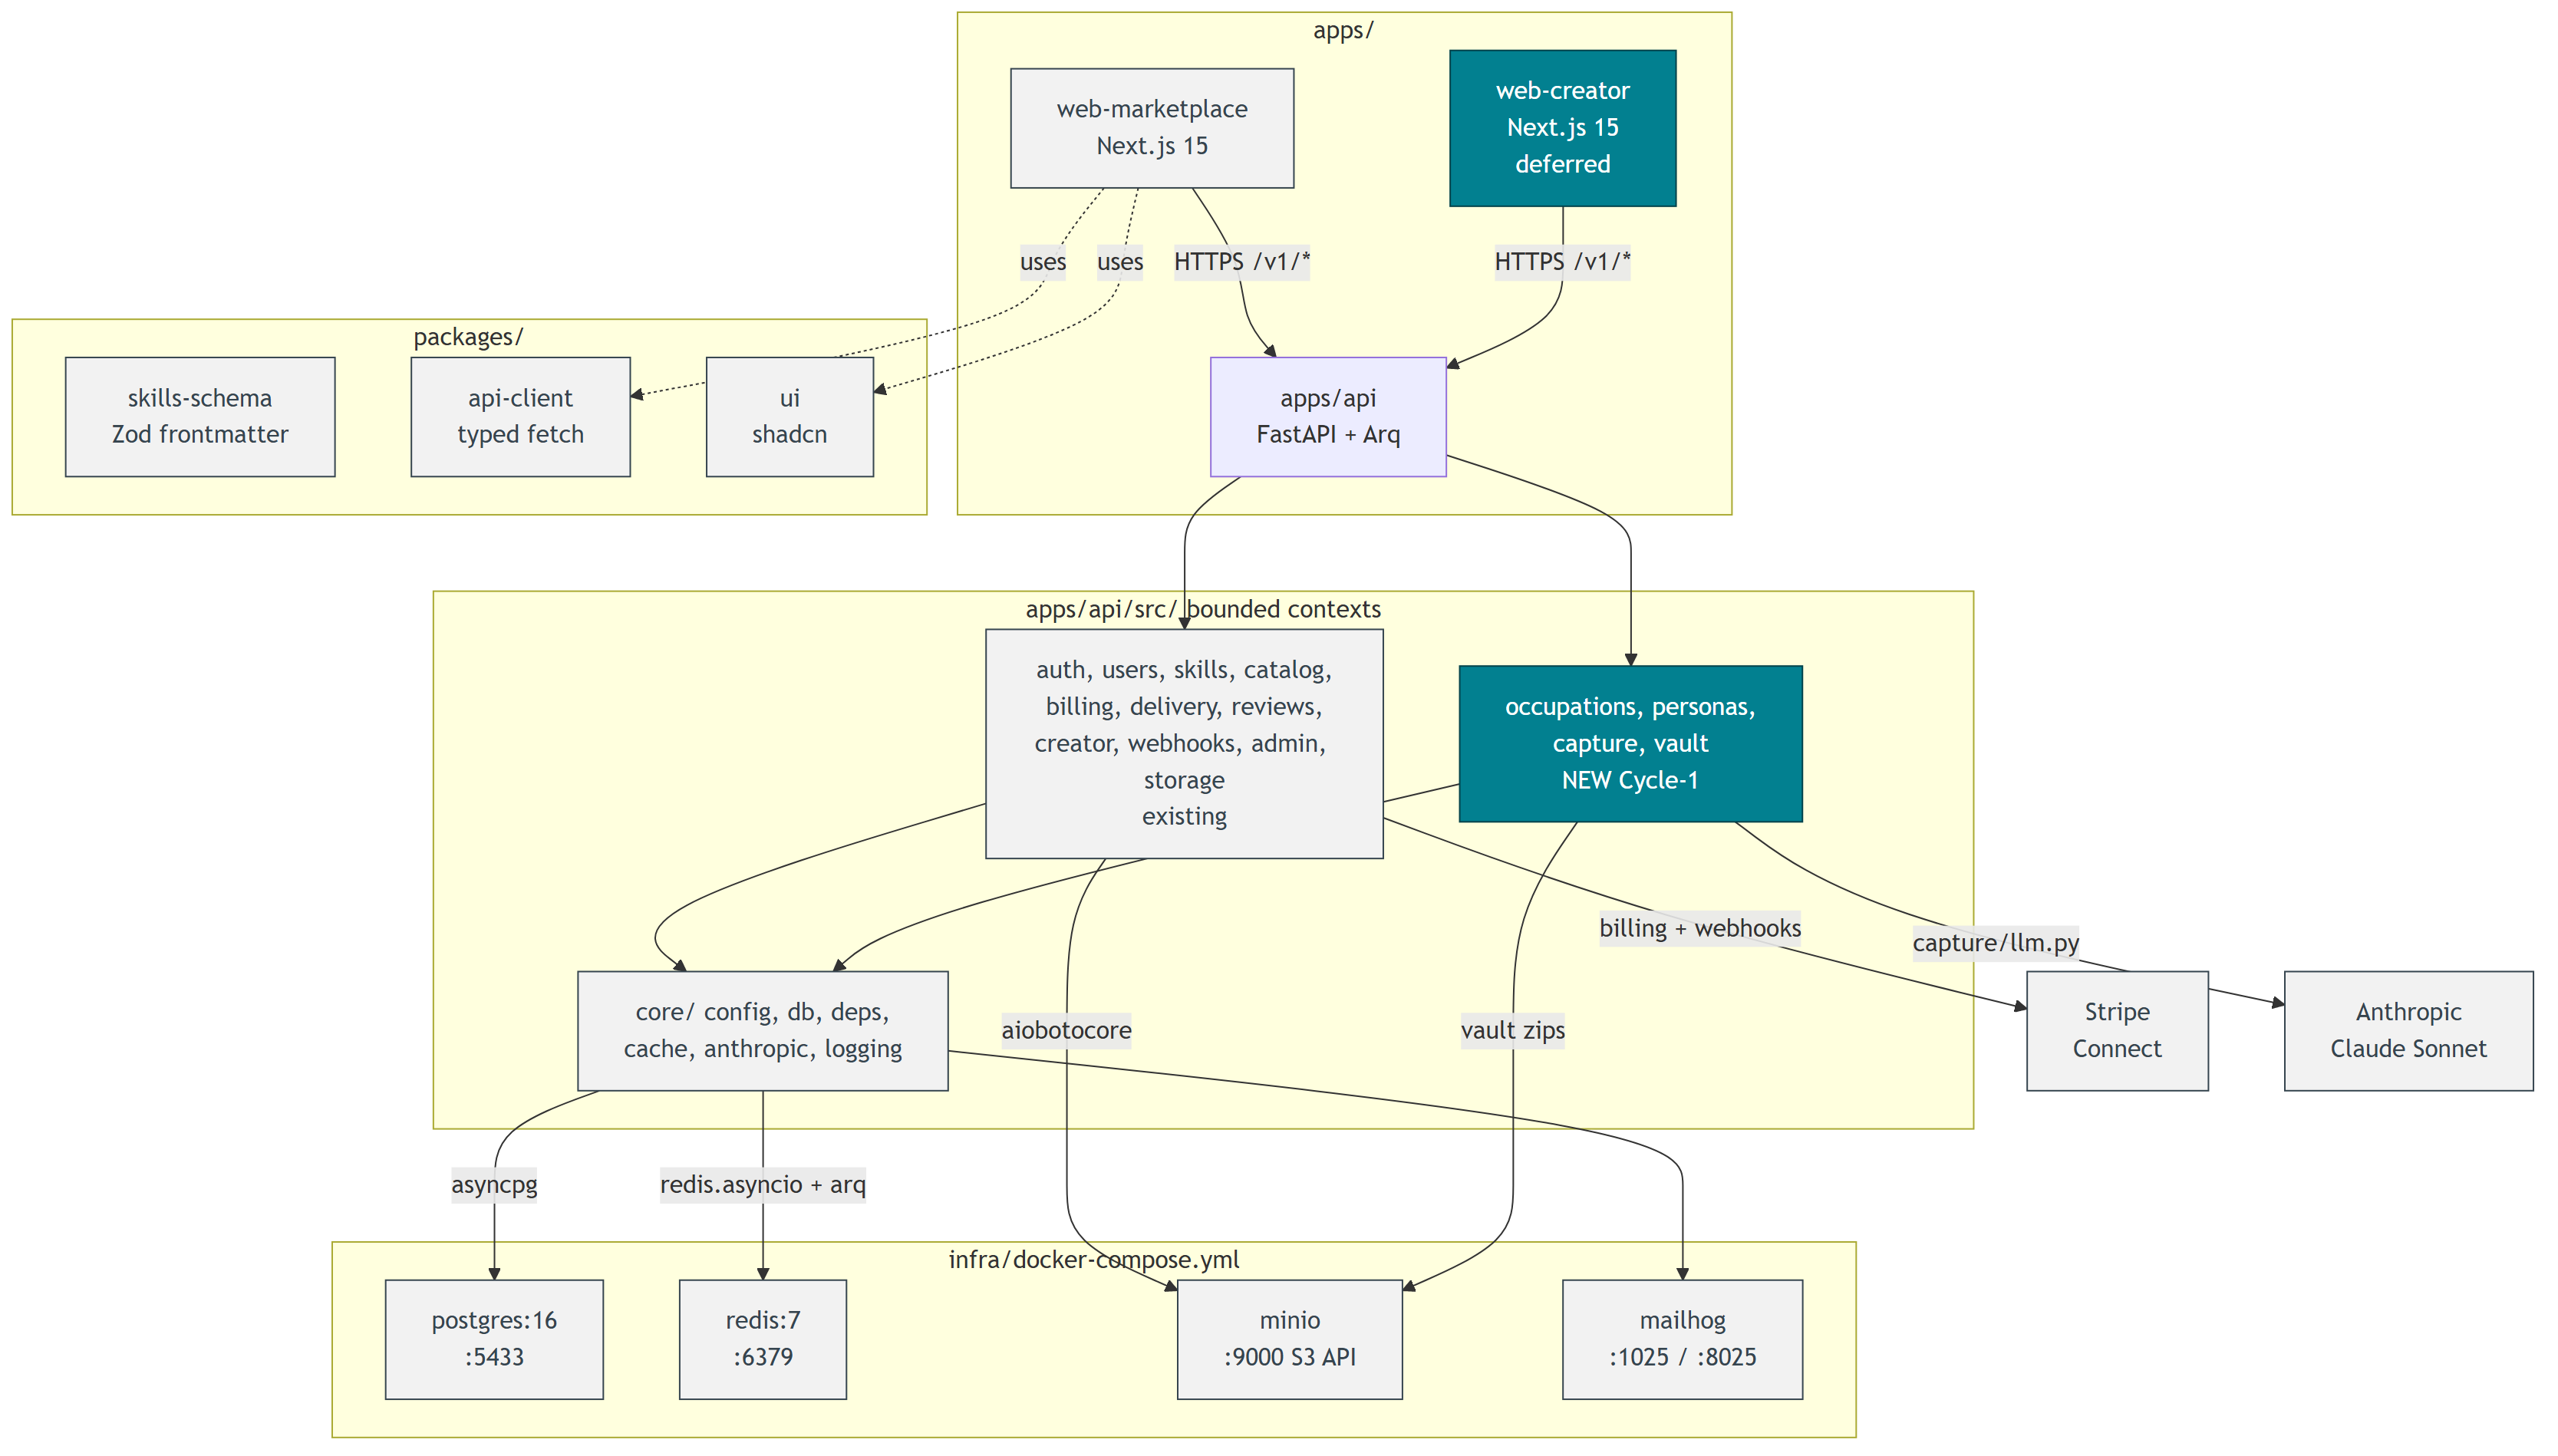 apps/
web-marketplace
Next.js 15
web-creator
Next.js 15
deferred
uses
uses
HTTPS /v1/*
HTTPS /v1/*
packages/
skills-schema
Zod frontmatter
api-client
typed fetch
ui
shadcn
apps/api
FastAPI + Arq
apps/api/src/ bounded contexts
auth, users, skills, catalog,
billing, delivery, reviews,
creator, webhooks, admin,
storage
existing
occupations, personas,
capture, vault
NEW Cycle-1
billing + webhooks
capture/llm.py
core/ config, db, deps,
cache, anthropic, logging
aiobotocore
vault zips
Stripe
Connect
Anthropic
Claude Sonnet
asyncpg
redis.asyncio + arq
infra/docker-compose.yml
postgres:16
:5433
redis:7
:6379
minio
:9000 S3 API
mailhog
:1025 / :8025